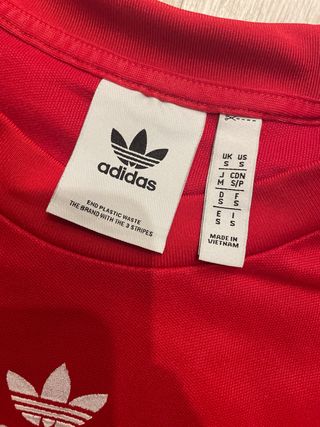 adidas
END PLASTIC WASTE
THE BRAND WITH THE 3 STRIPES
UK US
S S
J CDN
M S/P
D F
S S
E I
S S
MADE IN
VIETNAM